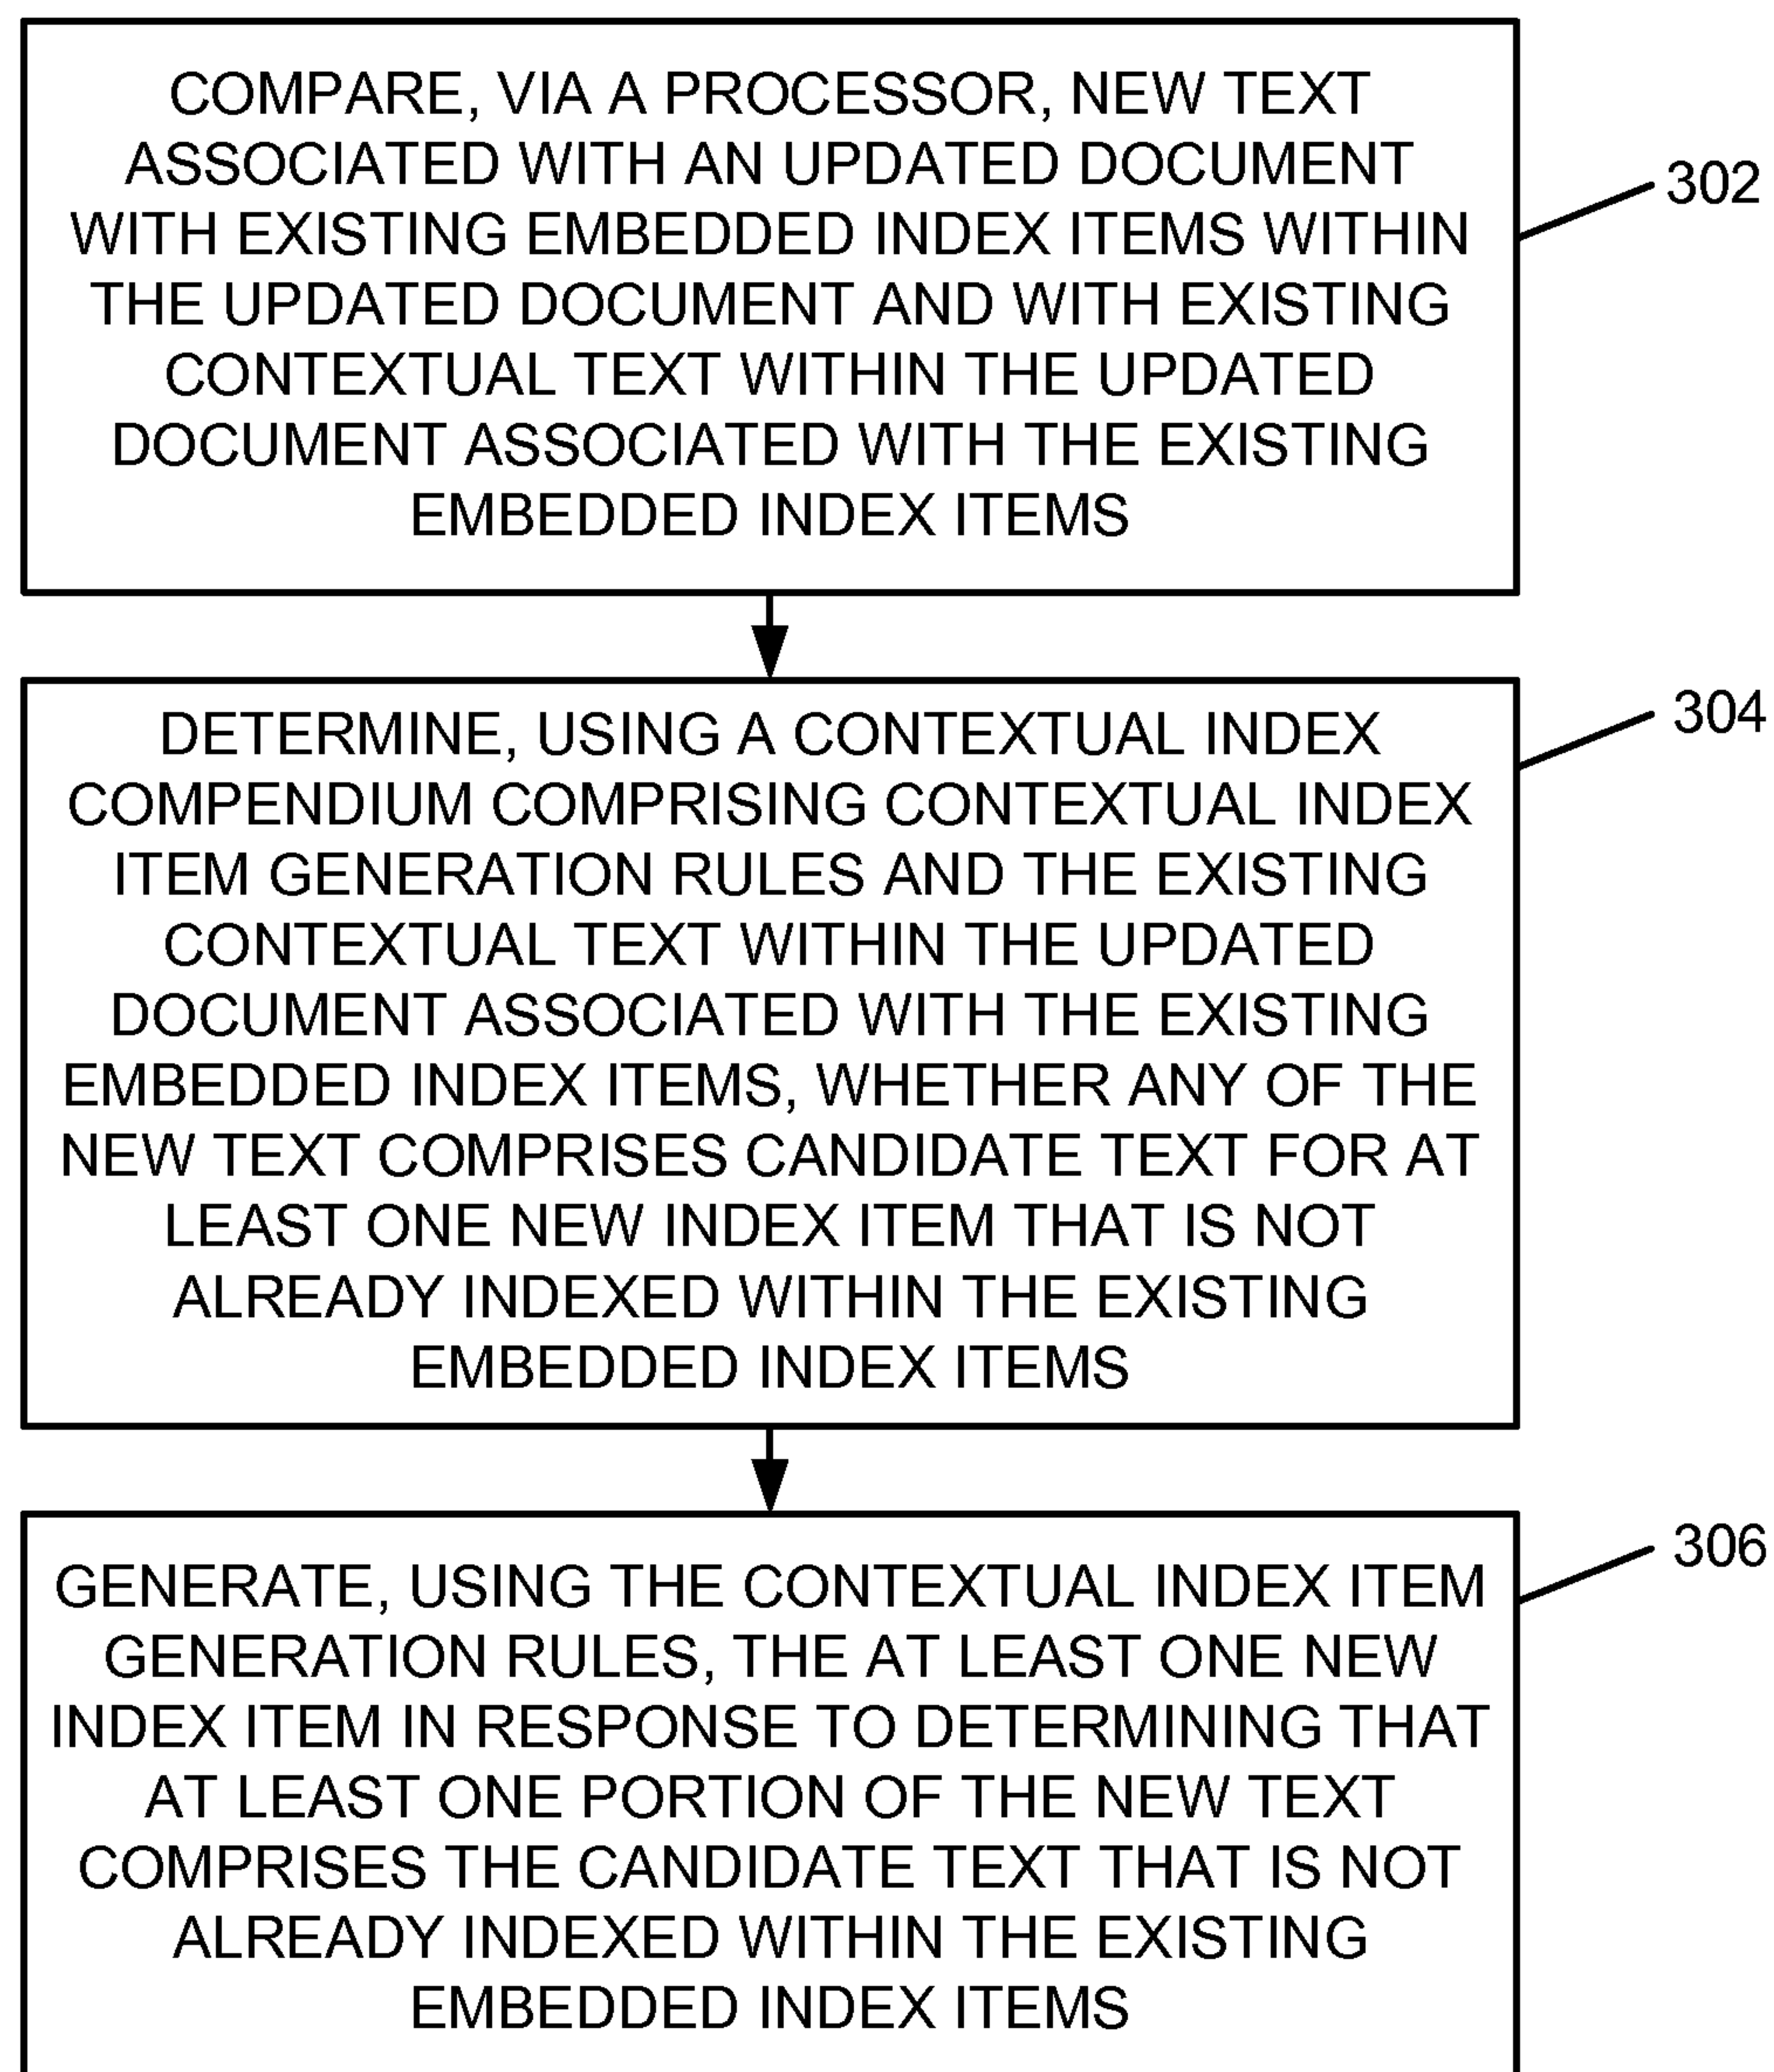 COMPARE, VIA A PROCESSOR, NEW TEXT
ASSOCIATED WITH AN UPDATED DOCUMENT
WITH EXISTING EMBEDDED INDEX ITEMS WITHIN
THE UPDATED DOCUMENT AND WITH EXISTING
CONTEXTUAL TEXT WITHIN THE UPDATED
DOCUMENT ASSOCIATED WITH THE EXISTING
EMBEDDED INDEX ITEMS
302
DETERMINE, USING A CONTEXTUAL INDEX
COMPENDIUM COMPRISING CONTEXTUAL INDEX
ITEM GENERATION RULES AND THE EXISTING
CONTEXTUAL TEXT WITHIN THE UPDATED
DOCUMENT ASSOCIATED WITH THE EXISTING
EMBEDDED INDEX ITEMS, WHETHER ANY OF THE
NEW TEXT COMPRISES CANDIDATE TEXT FOR AT
LEAST ONE NEW INDEX ITEM THAT IS NOT
ALREADY INDEXED WITHIN THE EXISTING
EMBEDDED INDEX ITEMS
304
GENERATE, USING THE CONTEXTUAL INDEX ITEM
GENERATION RULES, THE AT LEAST ONE NEW
INDEX ITEM IN RESPONSE TO DETERMINING THAT
AT LEAST ONE PORTION OF THE NEW TEXT
COMPRISES THE CANDIDATE TEXT THAT IS NOT
ALREADY INDEXED WITHIN THE EXISTING
EMBEDDED INDEX ITEMS
306